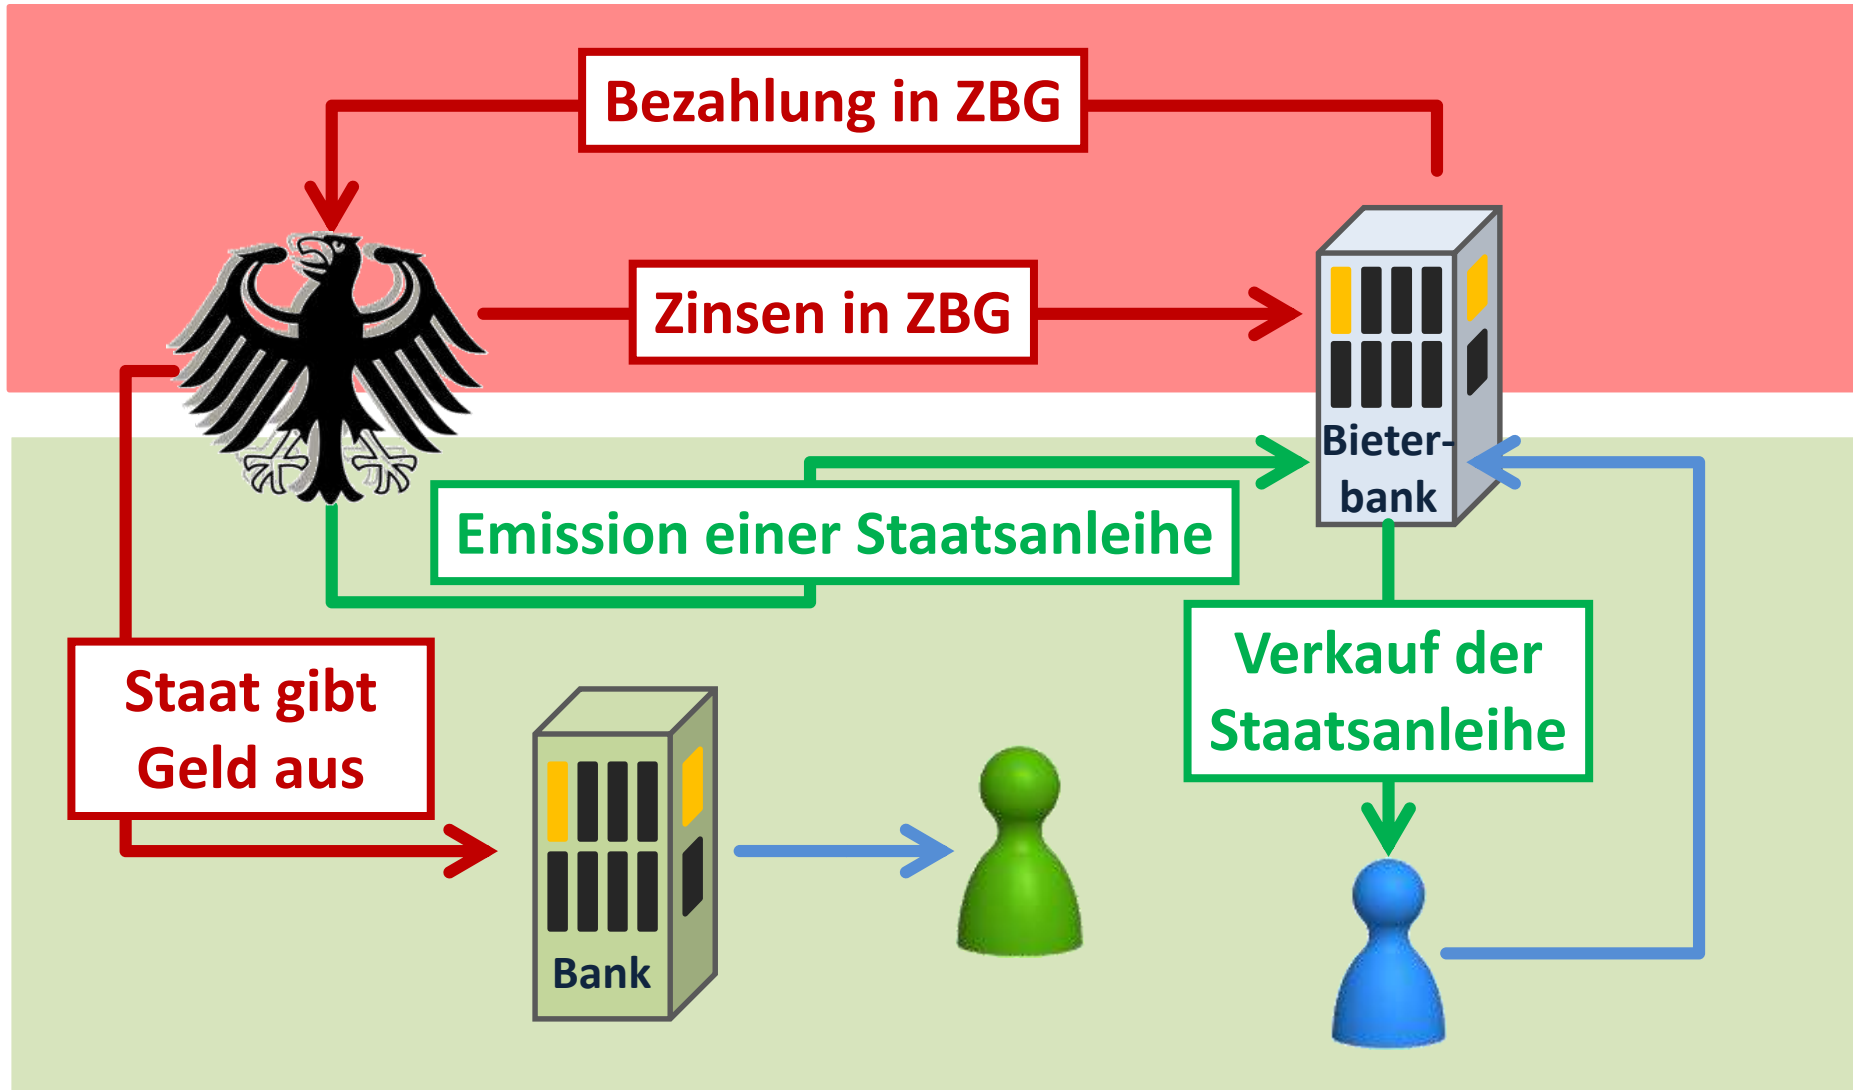 Bezahlung in ZBG
Zinsen in ZBG
Bieter-
bank
Emission einer Staatsanleihe
Verkauf der
Staatsanleihe
Staat gibt
Geld aus
Bank